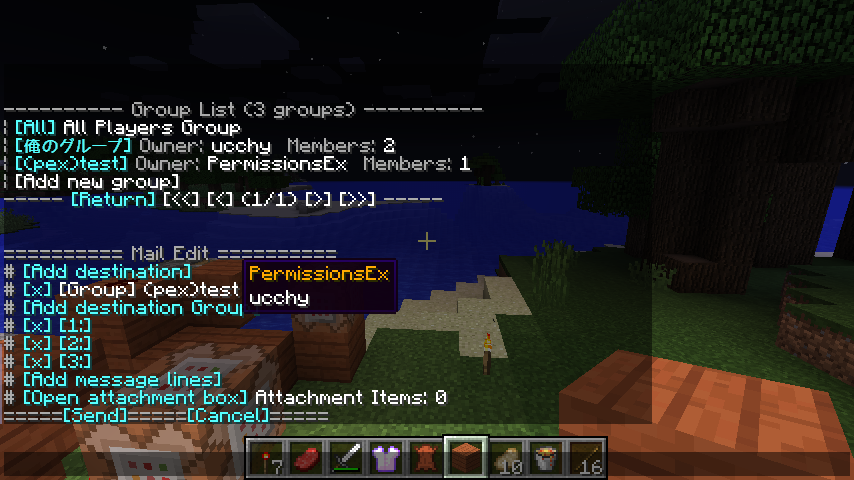 ---------- Group List (3 groups) ----------
¦ [All] All Players Group
¦ [俺のグループ] Owner: ucchy Members: 2
¦ [(pex)test] Owner: PermissionsEx Members: 1
¦ [Add new group]
----- [Return] [<<] [<] (1/1) [>] [>>] -----
========== Mail Edit ==========
# [Add destination]
# [x] [Group] (pex)test
PermissionsEx
ucchy
# [Add destination Grou
# [x] [1:]
# [x] [2:]
# [x] [3:]
# [Add message lines]
# [Open attachment box] Attachment Items: 0
=====[Send]=====[Cancel]=====
7
10
16